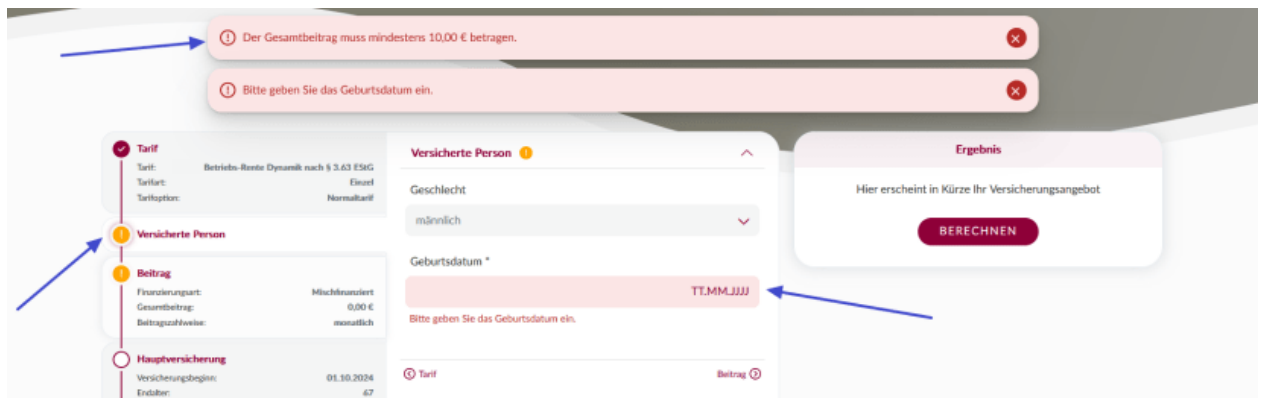 Der Gesamtbeitrag muss mindestens 10,00 € betragen.
Bitte geben Sie das Geburtsdatum ein.
Tarif
Tarif: Betriebs-Rente Dynamik nach § 3.63 EStG
Tarifart: Einzel
Tarifoption: Normaltarif
Versicherte Person
Beitrag
Finanzierungsart: Mischfinanziert
Gesamtbeitrag: 0,00 €
Beitragszahlweise: monatlich
Hauptversicherung
Versicherungsbeginn: 01.10.2024
Endalter: 67
Versicherte Person
Geschlecht
männlich
Geburtsdatum *
TT.MM.JJJJ
Bitte geben Sie das Geburtsdatum ein.
Tarif
Beitrag
Ergebnis
Hier erscheint in Kürze Ihr Versicherungsangebot
BERECHNEN